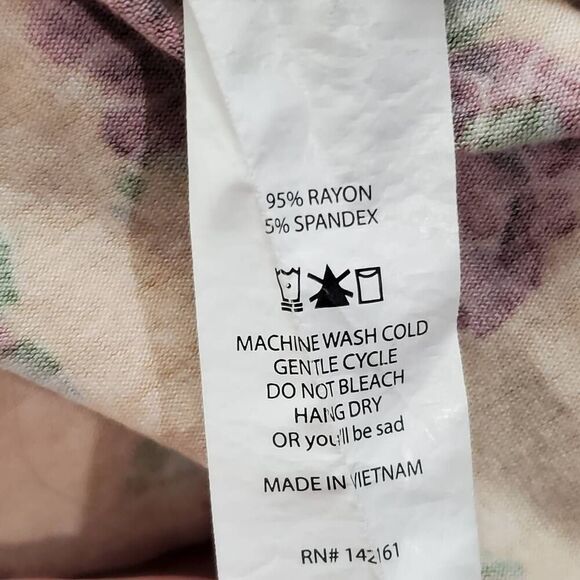 95% RAYON
5% SPANDEX
MACHINE WASH COLD
GENTLE CYCLE
DO NOT BLEACH
HANG DRY
OR you'll be sad
MADE IN VIETNAM
RN# 142161